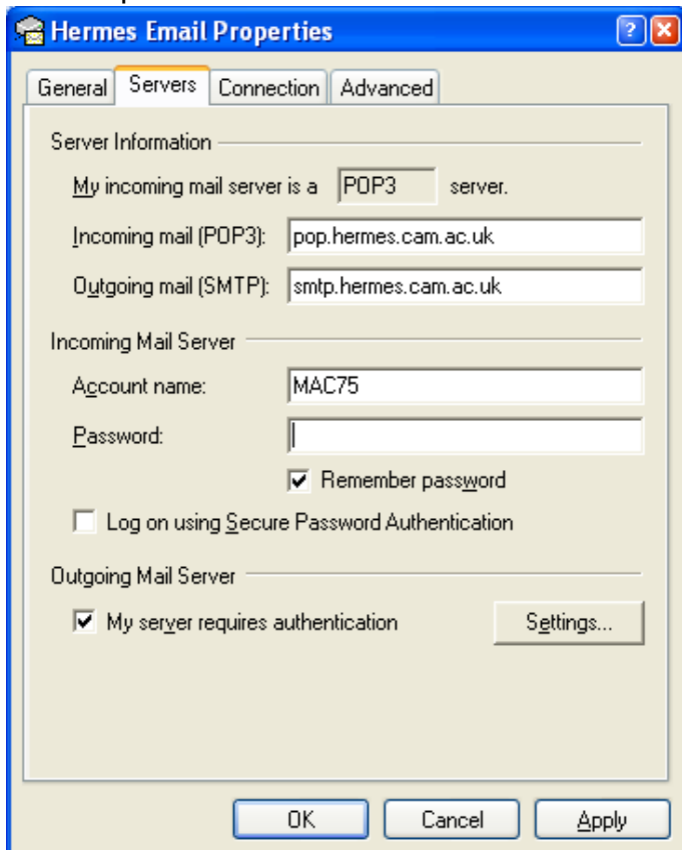 Hermes Email Properties
General Servers Connection Advanced
Server Information
My incoming mail server is a POP3 server.
Incoming mail (POP3): pop.hermes.cam.ac.uk
Outgoing mail (SMTP): smtp.hermes.cam.ac.uk
Incoming Mail Server
Account name: MAC75
Password:
Remember password
Log on using Secure Password Authentication
Outgoing Mail Server
My server requires authentication Settings...
OK Cancel Apply